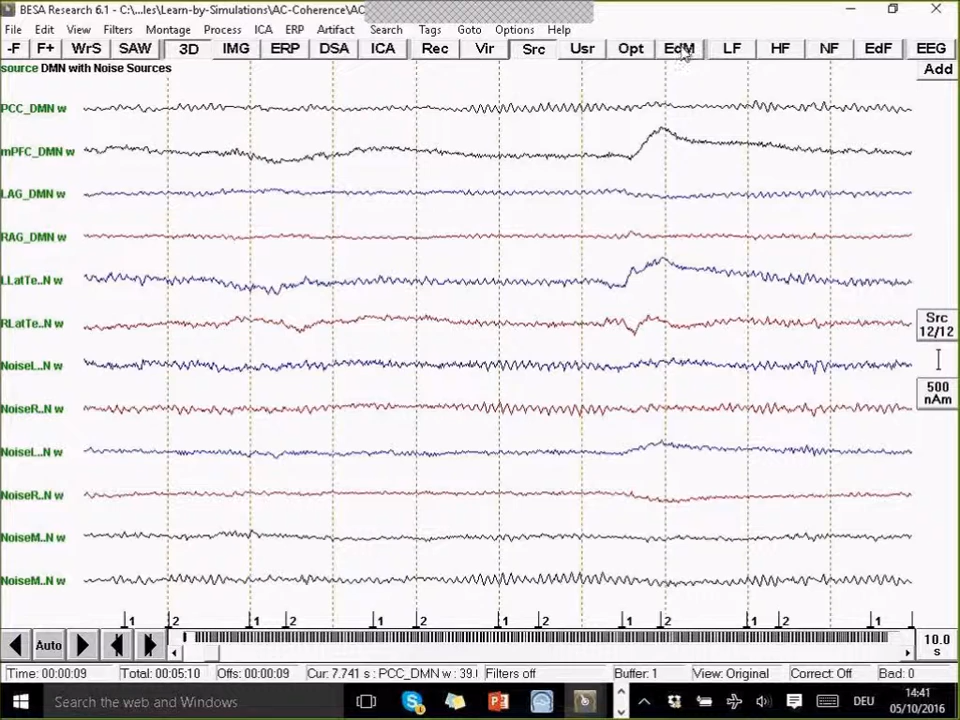 BESA Research 6.1 - C:\...les\Learn-by-Simulations\AC-Coherence\AC
File Edit View Filters Montage Process ICA ERP Artifact Search Tags Goto Options Help
-F F+ WrS SAW 3D IMG ERP DSA ICA Rec Vir Src Usr Opt EdM LF HF NF EdF EEG
source DMN with Noise Sources
Add
PCC_DMN w
mPFC_DMN w
LAG_DMN w
RAG_DMN w
LLatTe..N w
RLatTe..N w
Src
12/12
NoiseL...N w
500
nAm
NoiseR...N w
NoiseL...N w
NoiseR...N w
NoiseM..N w
NoiseM..N w
1 2 1 2 1 2 1 2 1 2
Auto
10.0
s
Time: 00:00:09 Total: 00:05:10 Offs: 00:00:09 Cur: 7.741 s : PCC_DMN w : 39.( Filters off Buffer: 1 View: Original Correct: Off Bad: 0
Search the web and Windows
DEU
14:41
05/10/2016